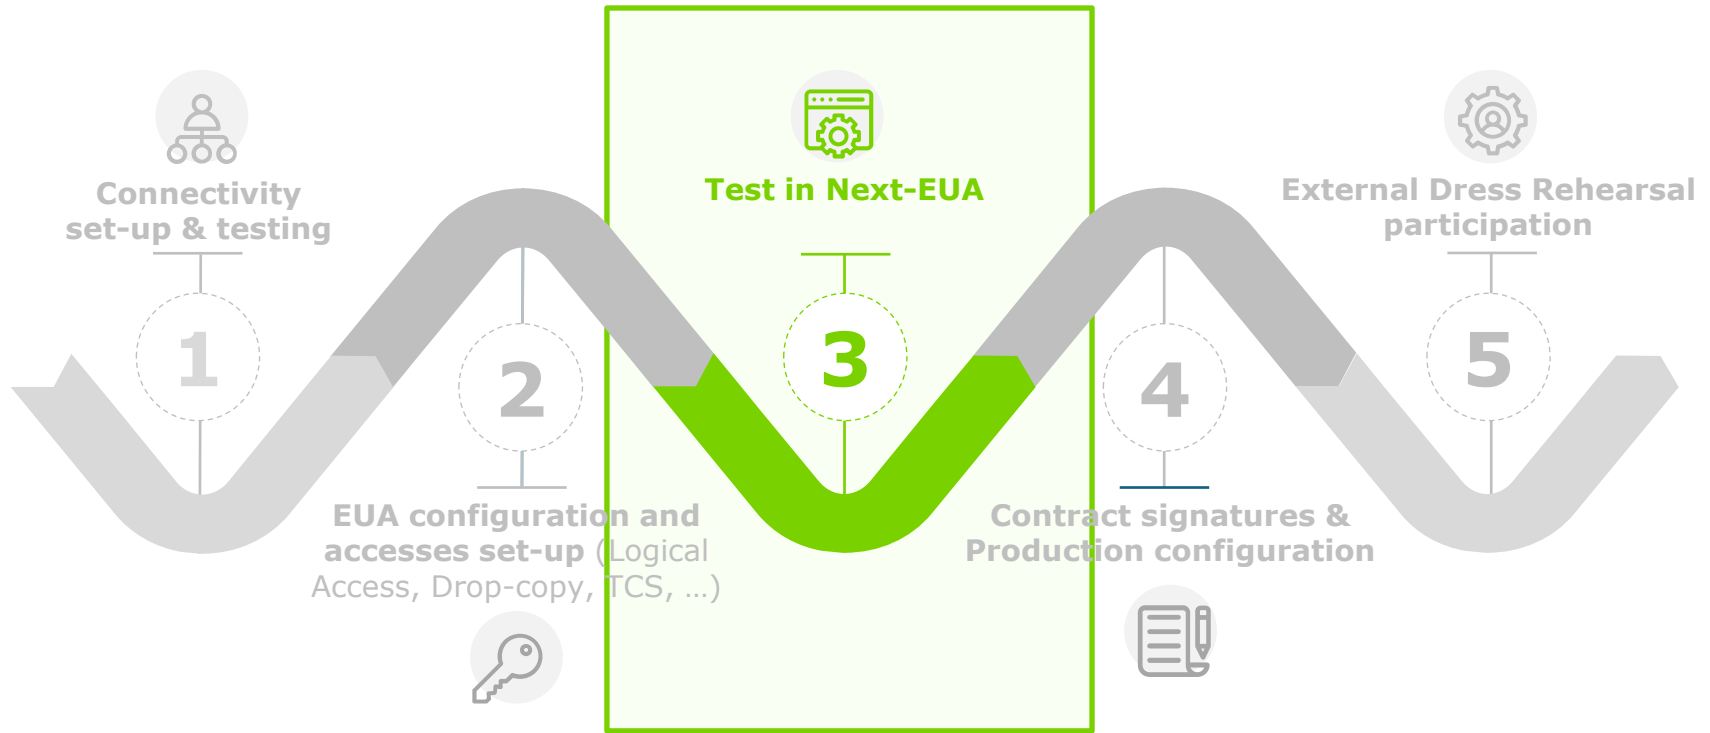 Connectivity
set-up & testing
1
2
EUA configuration and
accesses set-up (Logical
Access, Drop-copy, TCS, ...)
Test in Next-EUA
3
4
Contract signatures &
Production configuration
External Dress Rehearsal
participation
5